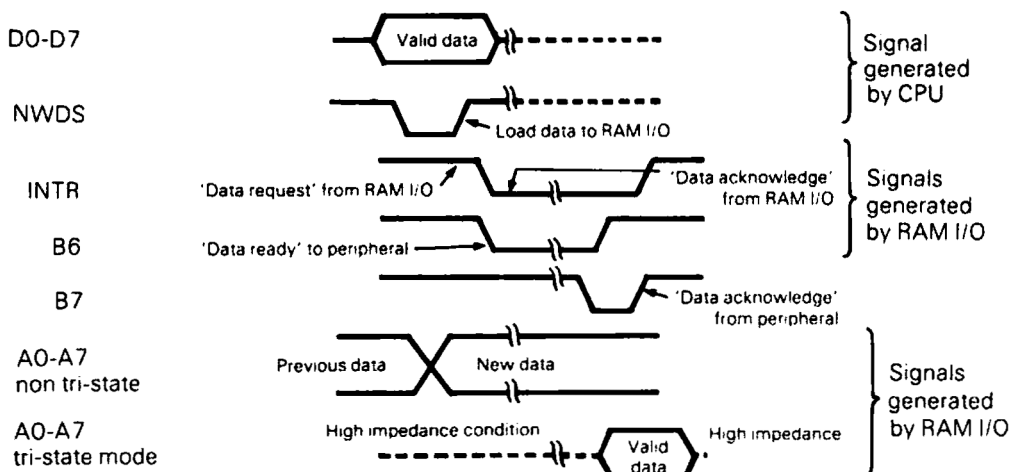 D0-D7
Valid data
Signal
generated
by CPU
NWDS
Load data to RAM I/O
INTR
'Data request' from RAM I/O
'Data acknowledge'
from RAM I/O
Signals
generated
by RAM I/O
B6
'Data ready' to peripheral
B7
'Data acknowledge'
from peripheral
A0-A7
non tri-state
Previous data
New data
Signals
generated
by RAM I/O
A0-A7
tri-state mode
High impedance condition
Valid
data
High impedance